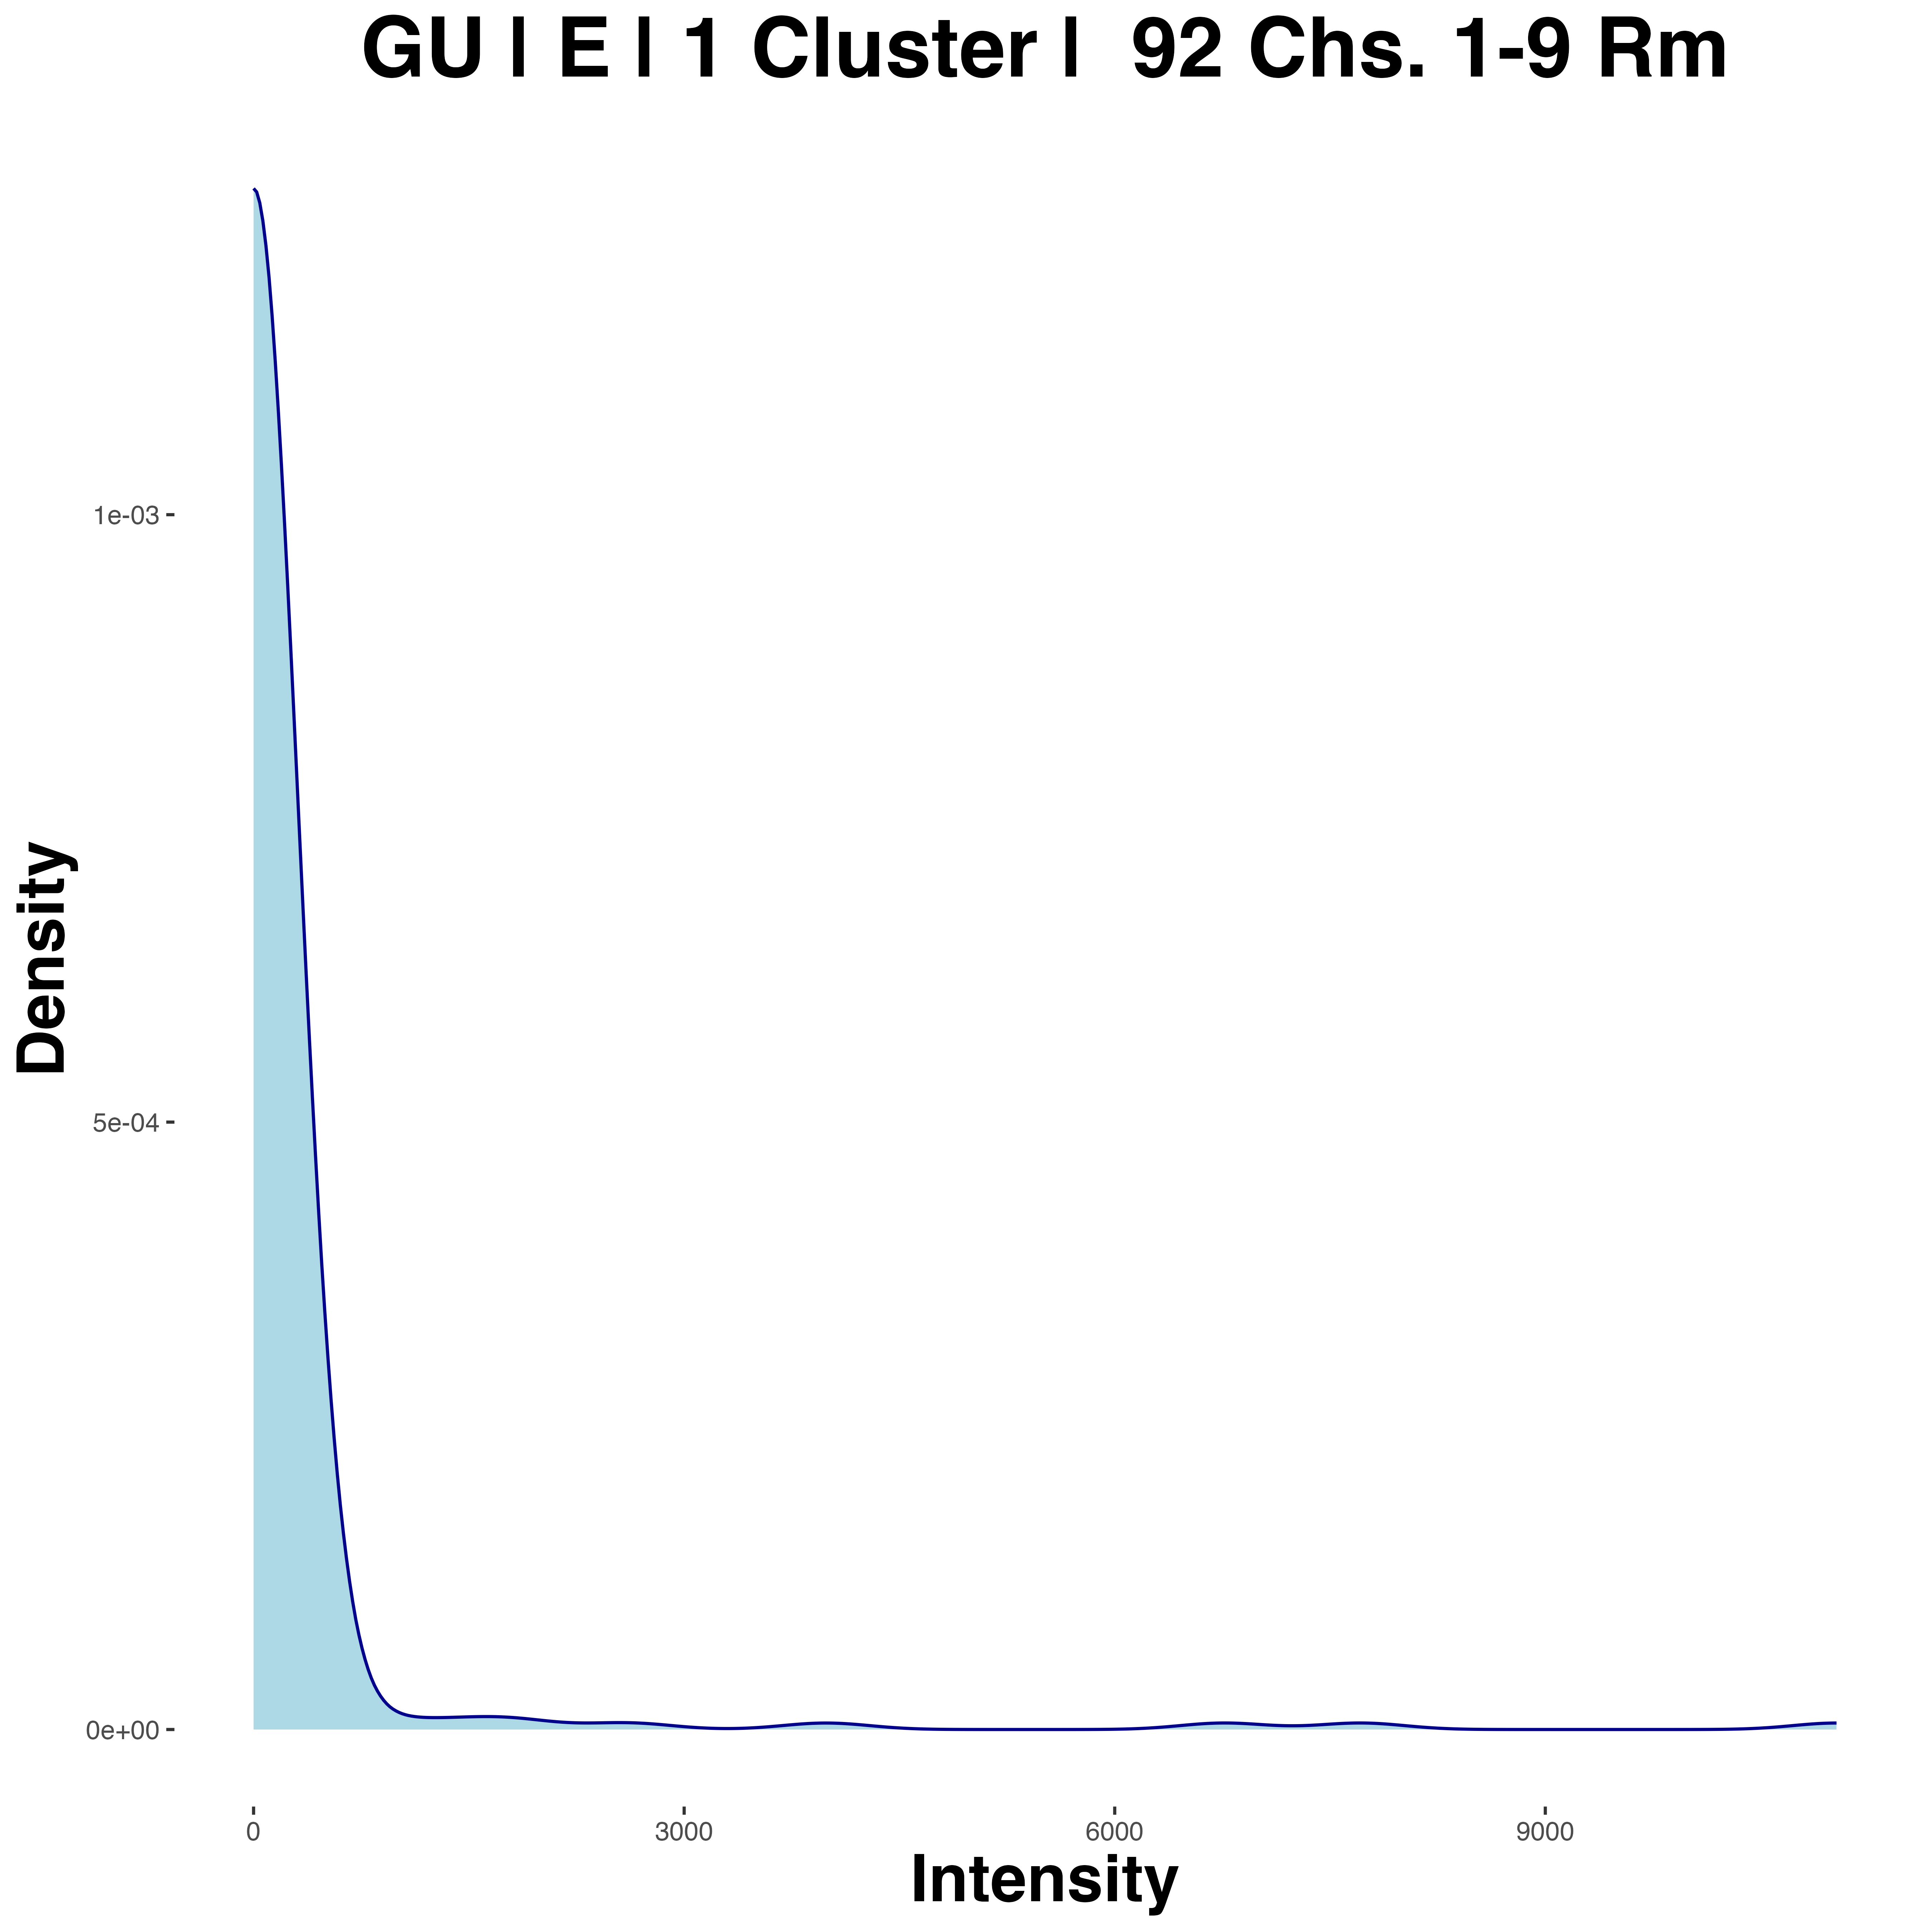 GU | E | 1 Cluster |  92 Chs. 1-9 Rm
1e-03
Density
5e-04
0e+00
0 3000 6000 9000
Intensity